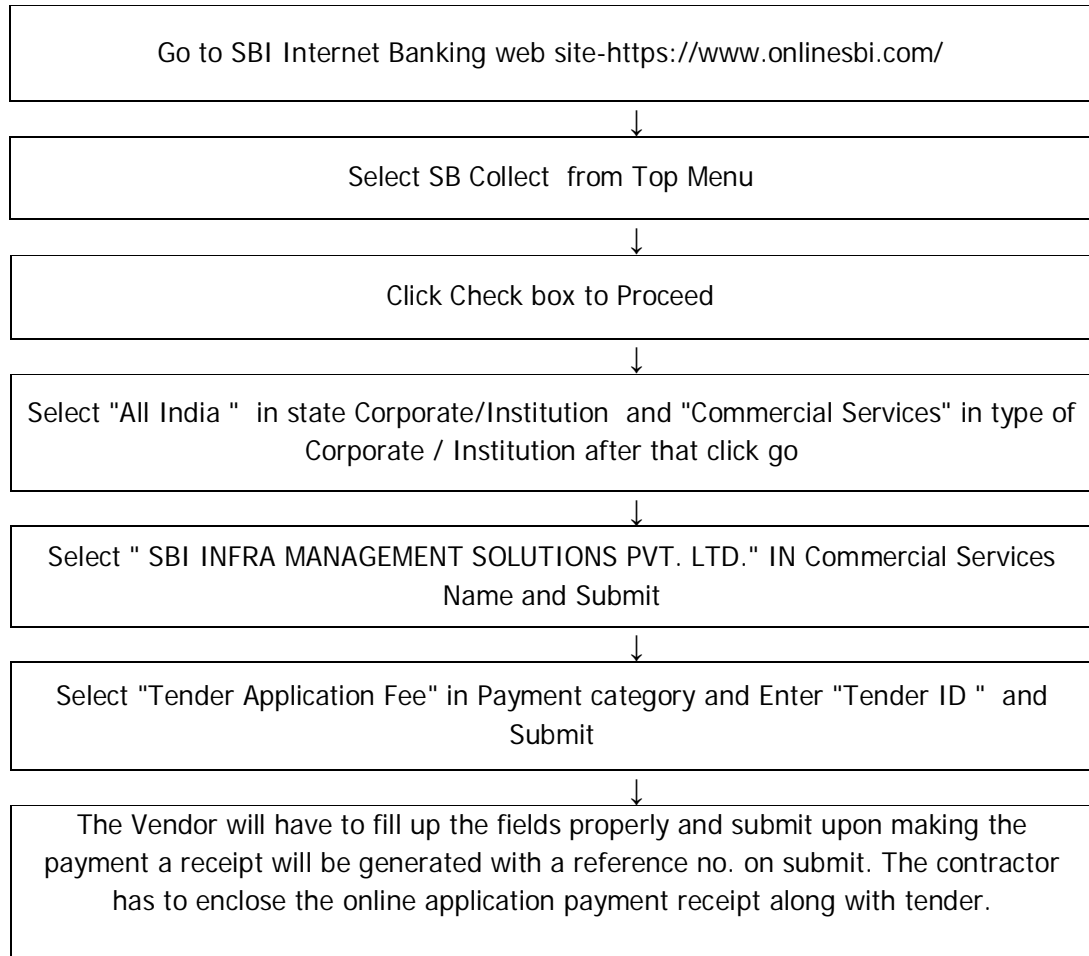 Go to SBI Internet Banking web site-https://www.onlinesbi.com/
↓
Select SB Collect  from Top Menu
↓
Click Check box to Proceed
↓
Select "All India "  in state Corporate/Institution  and "Commercial Services" in type of
Corporate / Institution after that click go
↓
Select " SBI INFRA MANAGEMENT SOLUTIONS PVT. LTD." IN Commercial Services
Name and Submit
↓
Select "Tender Application Fee" in Payment category and Enter "Tender ID "  and
Submit
↓
The Vendor will have to fill up the fields properly and submit upon making the
payment a receipt will be generated with a reference no. on submit. The contractor
has to enclose the online application payment receipt along with tender.